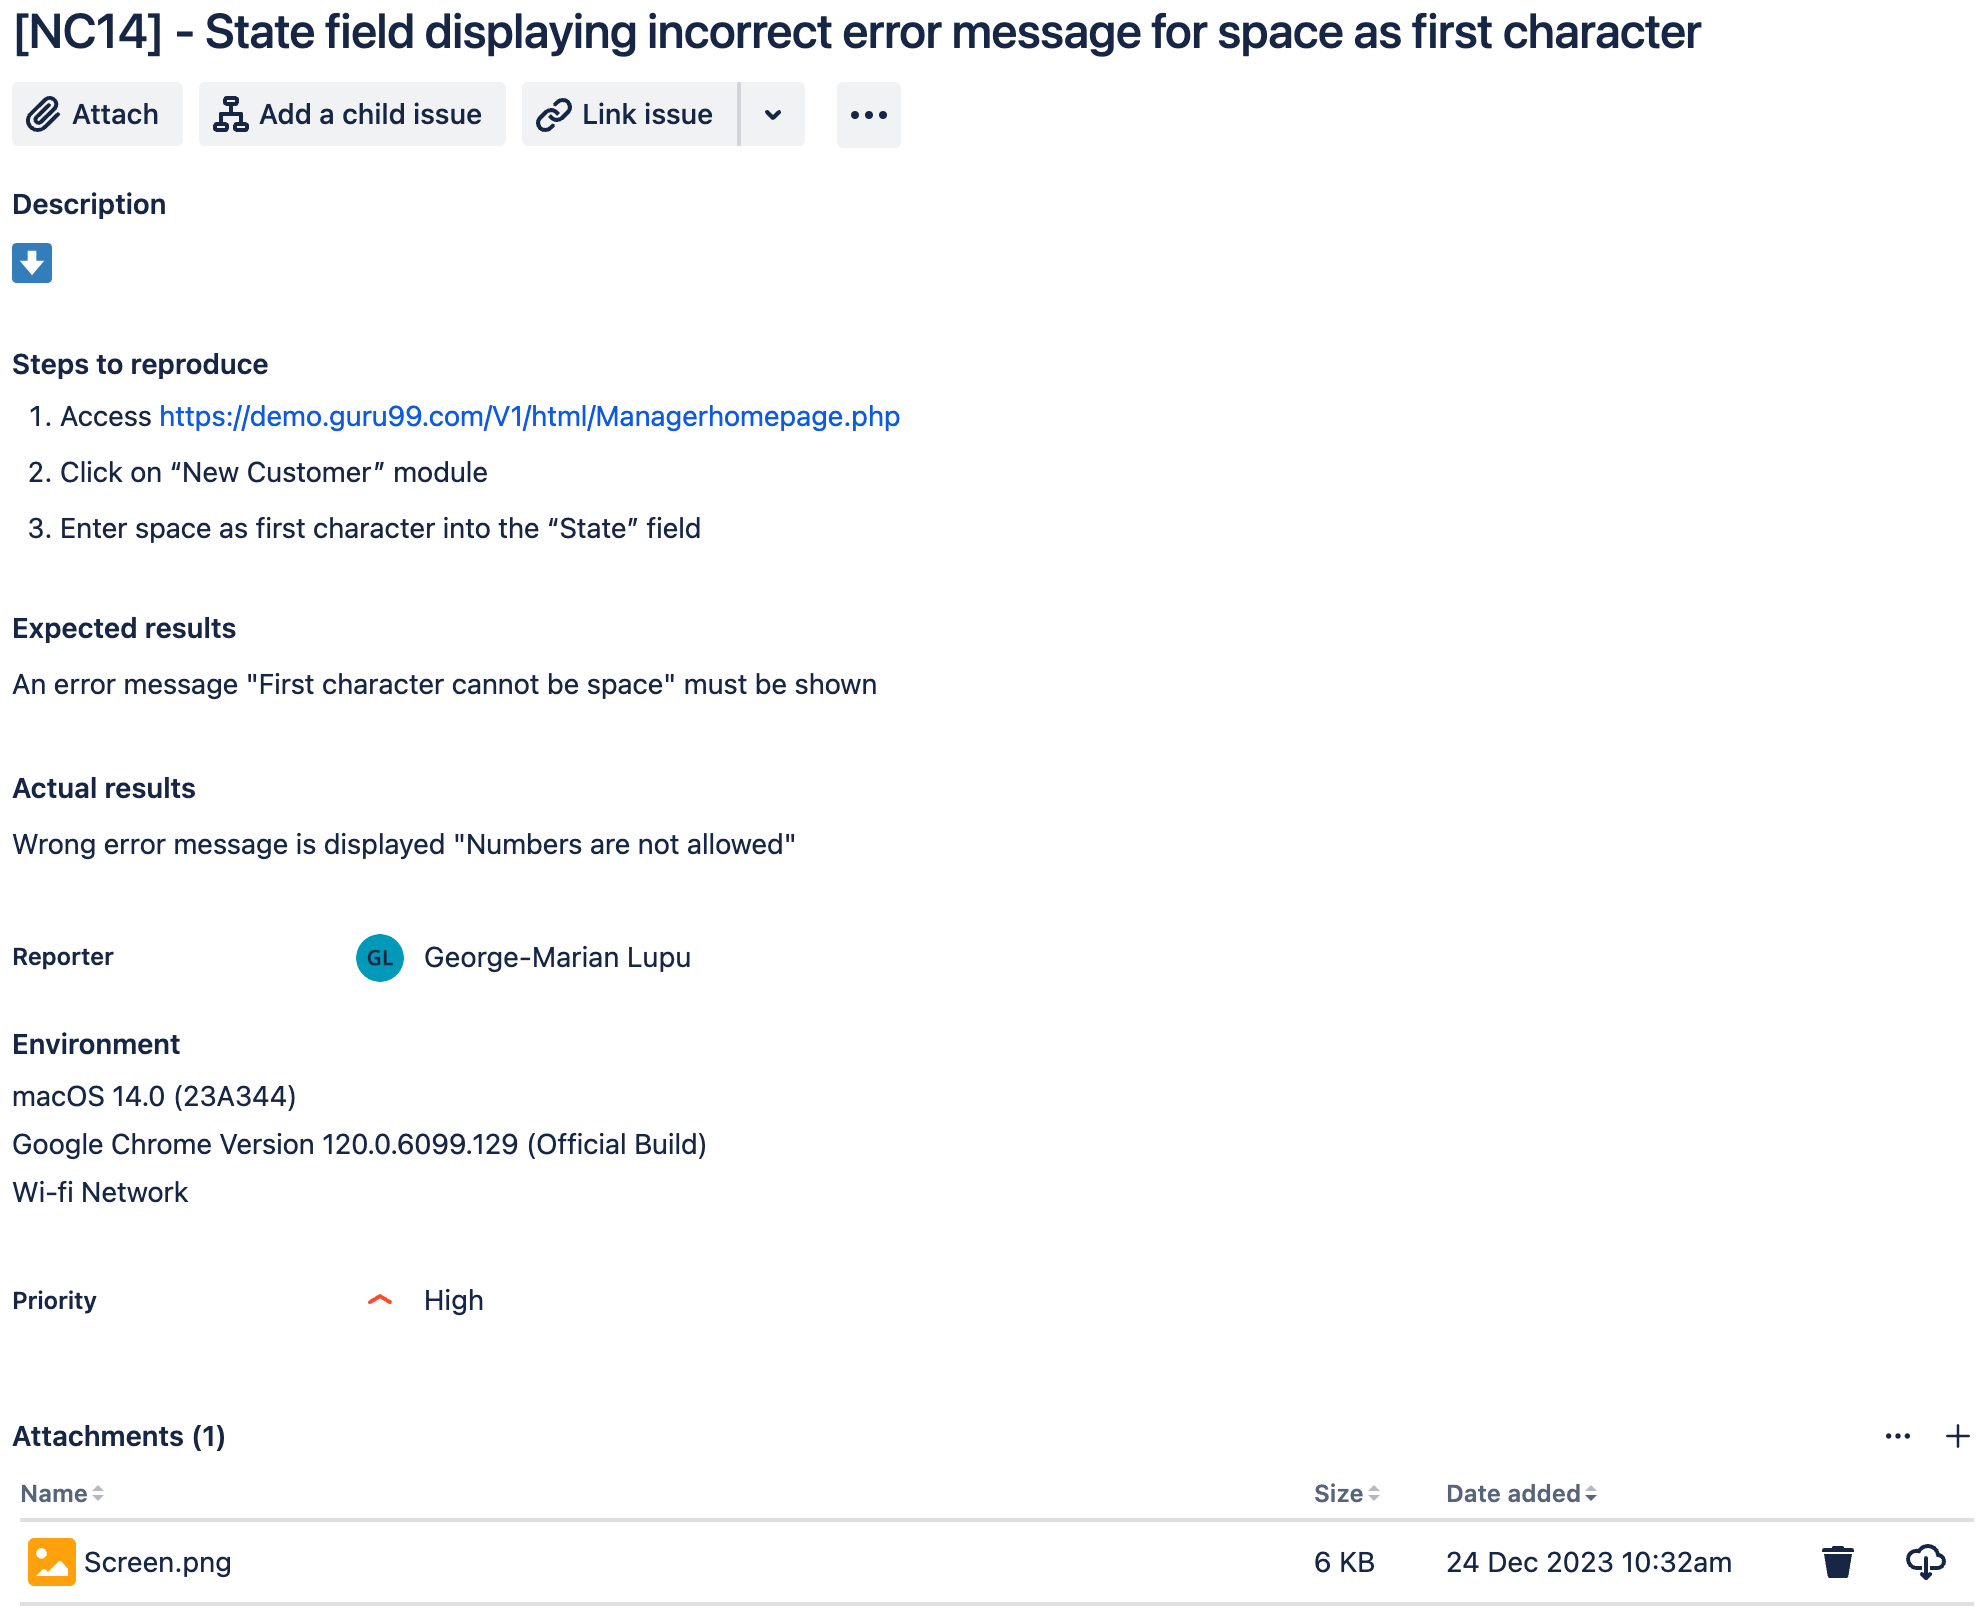 [NC14] - State field displaying incorrect error message for space as first character
Attach
Add a child issue
Link issue
Description
Steps to reproduce
1. Access https://demo.guru99.com/V1/html/Managerhomepage.php
2. Click on “New Customer” module
3. Enter space as first character into the “State” field
Expected results
An error message "First character cannot be space" must be shown
Actual results
Wrong error message is displayed "Numbers are not allowed"
Reporter GL George-Marian Lupu
Environment
macOS 14.0 (23A344)
Google Chrome Version 120.0.6099.129 (Official Build)
Wi-fi Network
Priority High
Attachments (1)
Name Size Date added
Screen.png 6 KB 24 Dec 2023 10:32am